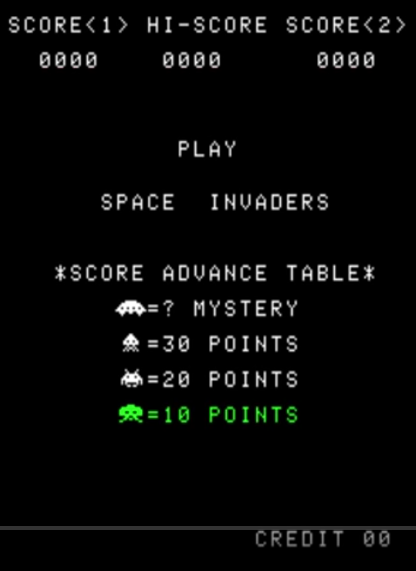 SCORE<1> HI-SCORE SCORE<2>
0000 0000 0000
PLAY
SPACE INVADERS
*SCORE ADVANCE TABLE*
=? MYSTERY
=30 POINTS
=20 POINTS
=10 POINTS
CREDIT 00